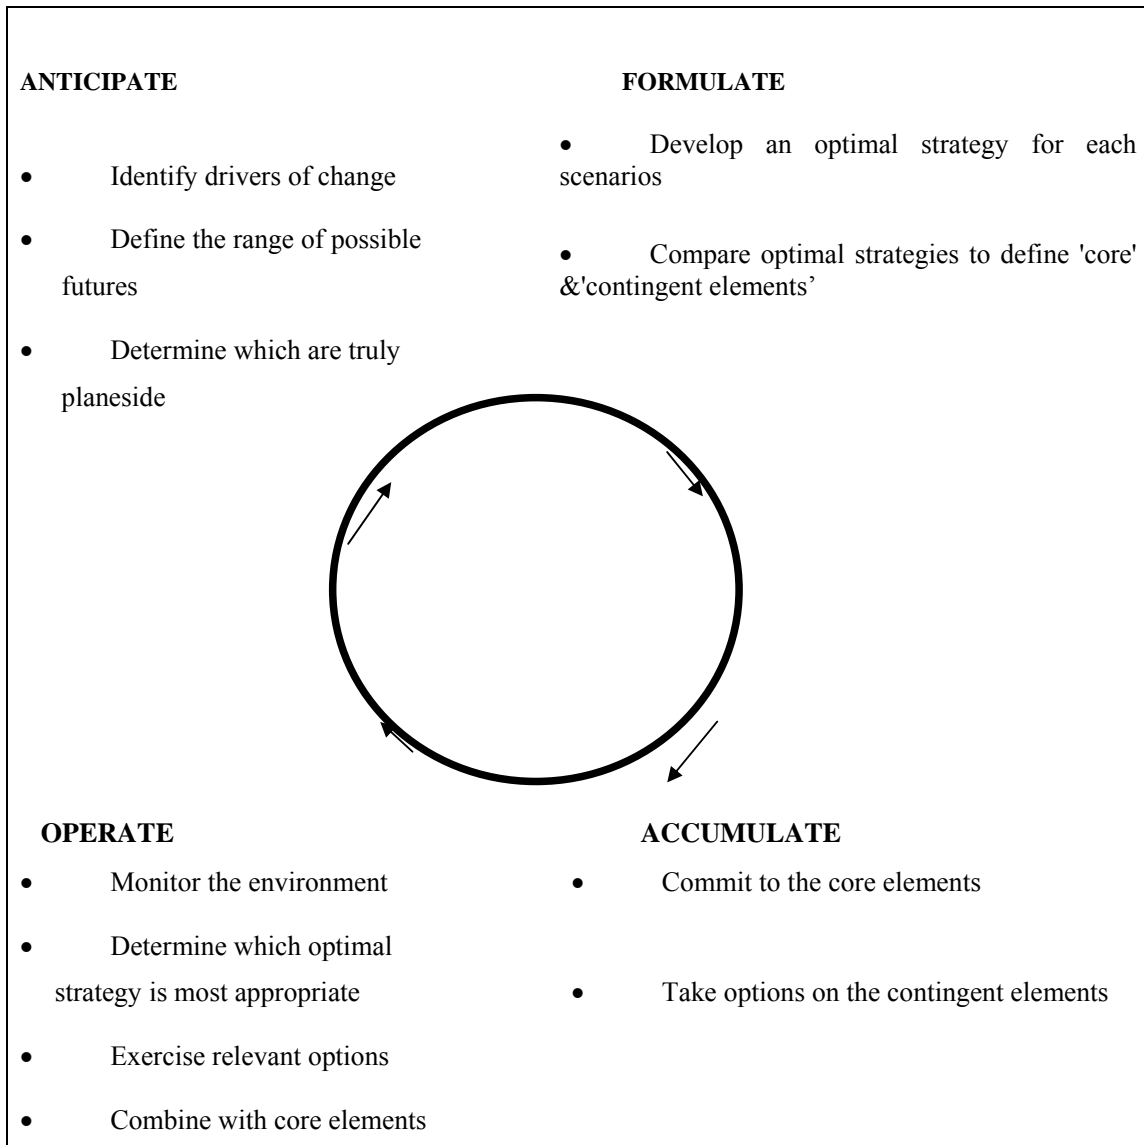 ANTICIPATE
• Identify drivers of change
• Define the range of possible
futures
• Determine which are truly
planeside
FORMULATE
• Develop an optimal strategy for each
scenarios
• Compare optimal strategies to define 'core'
&'contingent elements’
OPERATE
• Monitor the environment
• Determine which optimal
strategy is most appropriate
• Exercise relevant options
• Combine with core elements
ACCUMULATE
• Commit to the core elements
• Take options on the contingent elements